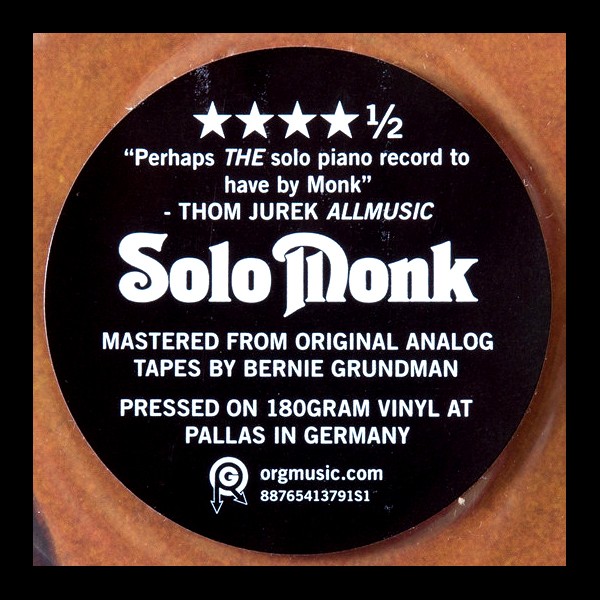 ★★★★½
“Perhaps THE solo piano record to
have by Monk”
- THOM JUREK ALLMUSIC
Solo Monk
MASTERED FROM ORIGINAL ANALOG
TAPES BY BERNIE GRUNDMAN
PRESSED ON 180GRAM VINYL AT
PALLAS IN GERMANY
orgmusic.com
88765413791S1